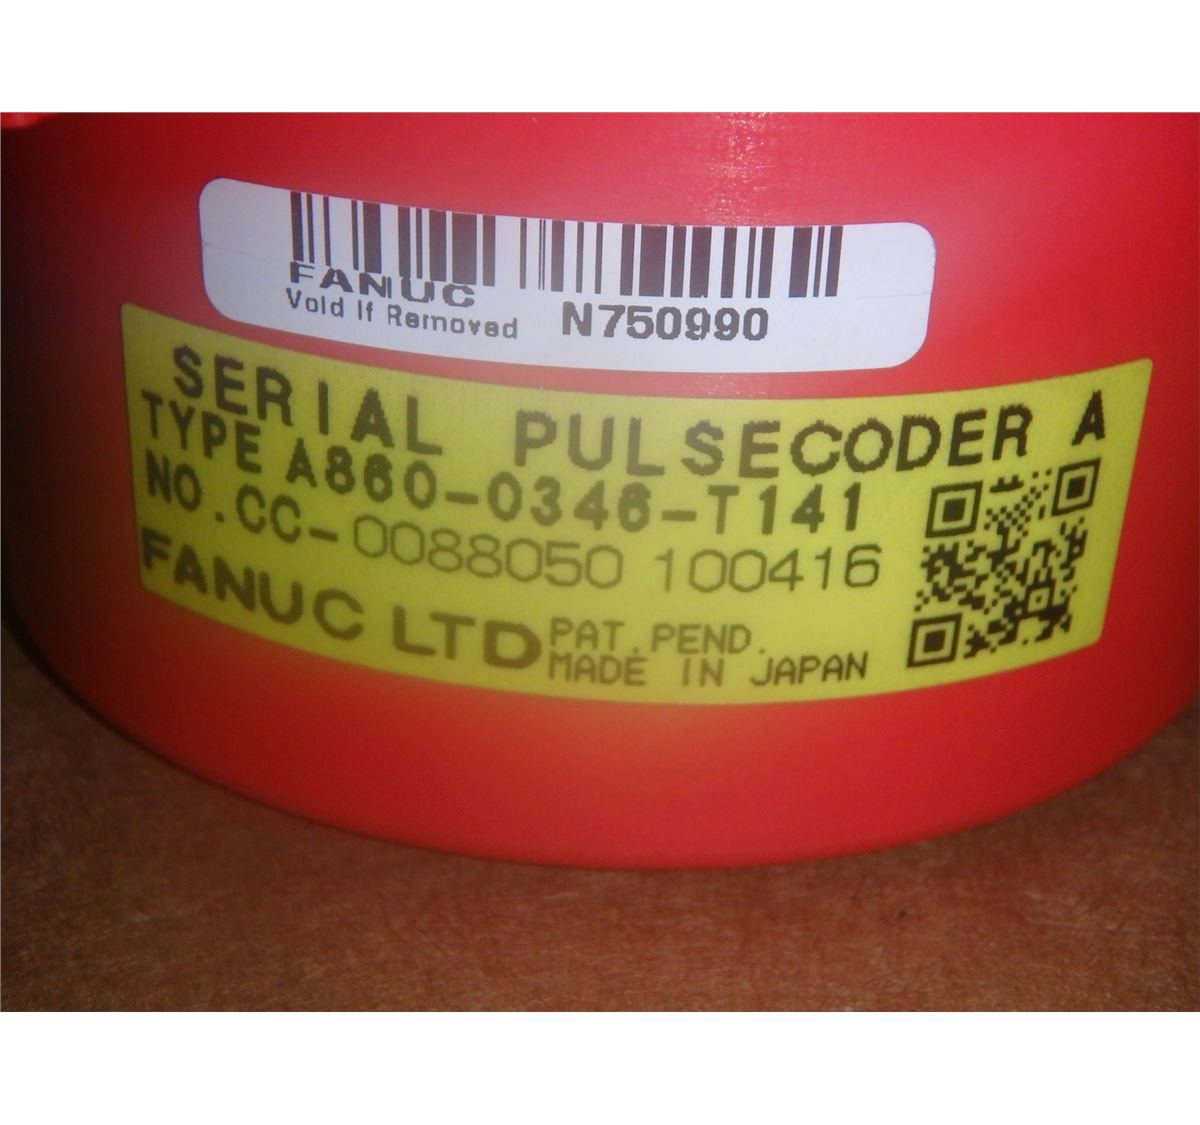 FANUC
Void If Removed N750990
SERIAL PULSECODER A
TYPE A860-0346-T141
NO.CC-0088050 100416
FANUC LTD PAT.PEND.
MADE IN JAPAN